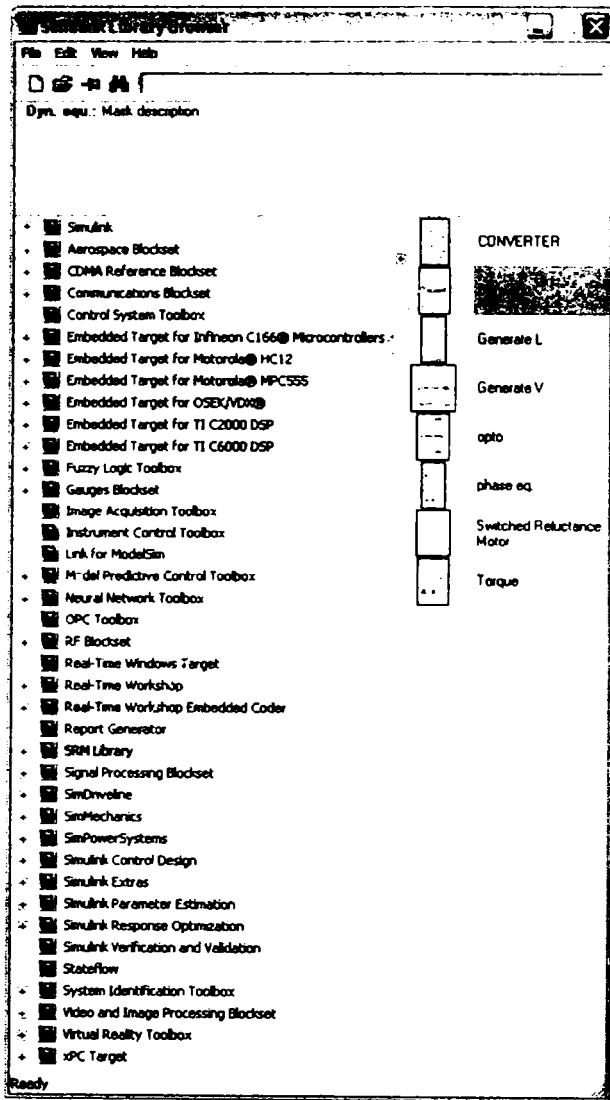 Simulink Library Browser
File Edit View Help
Dyn. equ.: Mask description
Simulink
Aerospace Blockset
CDMA Reference Blockset
Communications Blockset
Control System Toolbox
Embedded Target for Infineon C166® Microcontrollers
Embedded Target for Motorola® HC12
Embedded Target for Motorola® MPC555
Embedded Target for OSEK/VDX®
Embedded Target for TI C2000 DSP
Embedded Target for TI C6000 DSP
Fuzzy Logic Toolbox
Gauges Blockset
Image Acquisition Toolbox
Instrument Control Toolbox
Link for ModelSim
Model Predictive Control Toolbox
Neural Network Toolbox
OPC Toolbox
RF Blockset
Real-Time Windows Target
Real-Time Workshop
Real-Time Workshop Embedded Coder
Report Generator
SRM Library
Signal Processing Blockset
SimDriveline
SimMechanics
SimPowerSystems
Simulink Control Design
Simulink Extras
Simulink Parameter Estimation
Simulink Response Optimization
Simulink Verification and Validation
Stateflow
System Identification Toolbox
Video and Image Processing Blockset
Virtual Reality Toolbox
xPC Target
CONVERTER
Generate L
Generate V
opto
phase eq.
Switched Reluctance
Motor
Torque
Ready